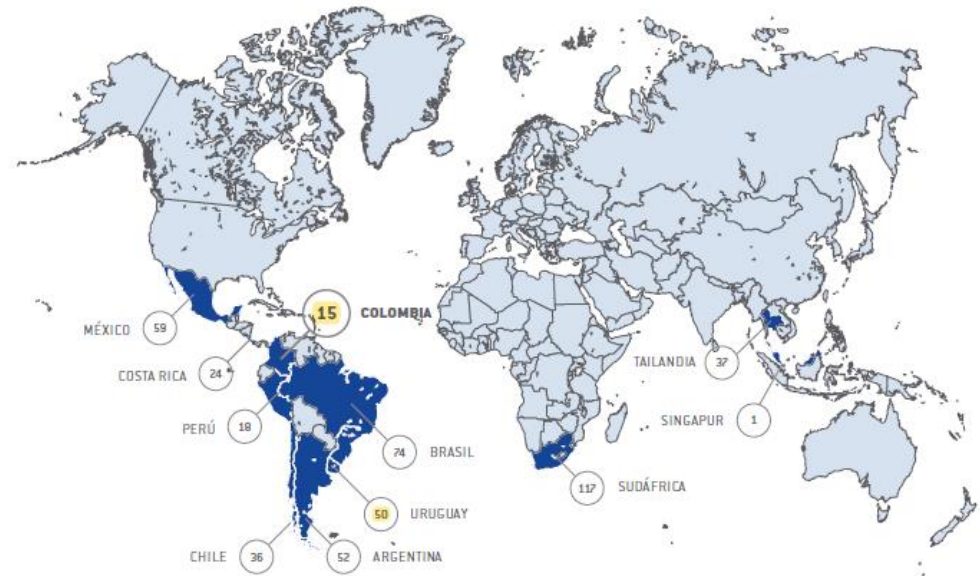 15 COLOMBIA
MÉXICO 59
COSTA RICA 24
TAILANDIA 37
PERÚ 18
SINGAPUR 1
74 BRASIL
117 SUDÁFRICA
50 URUGUAY
CHILE 36
52 ARGENTINA